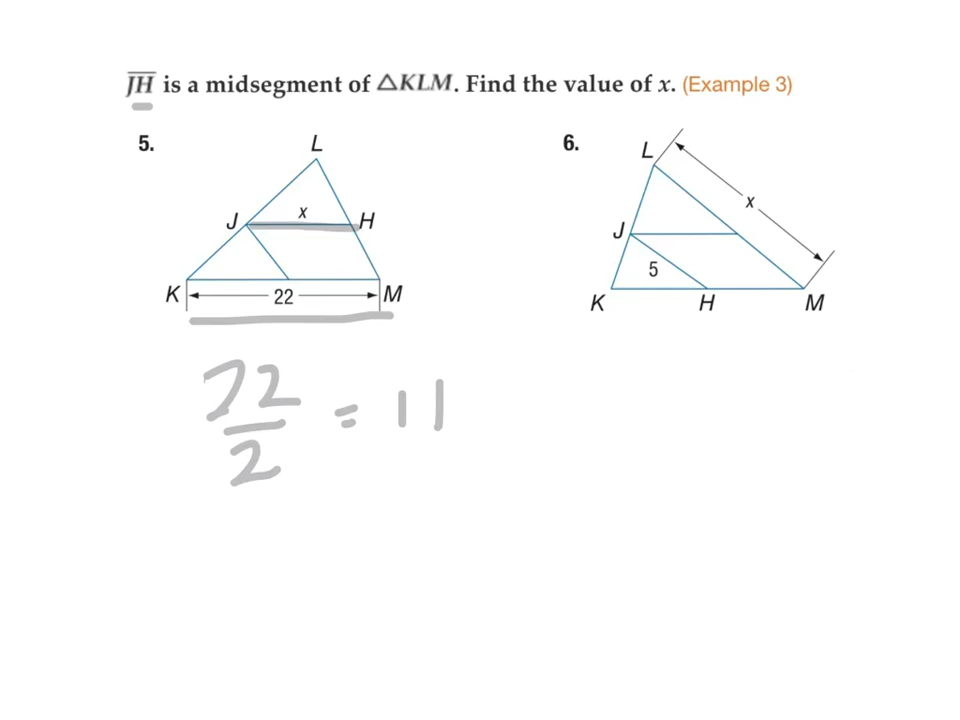 JH is a midsegment of △KLM. Find the value of x. (Example 3)
5.
L
J
x
H
K
22
M
6.
L
x
J
5
K
H
M
22
2
= 11